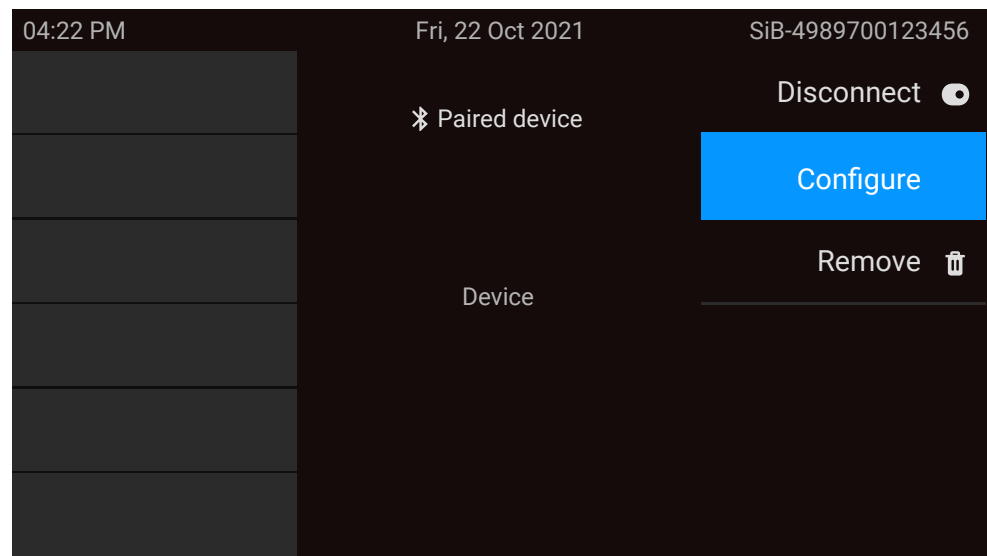 04:22 PM Fri, 22 Oct 2021 SiB-4989700123456
Disconnect
Paired device
Configure
Remove
Device